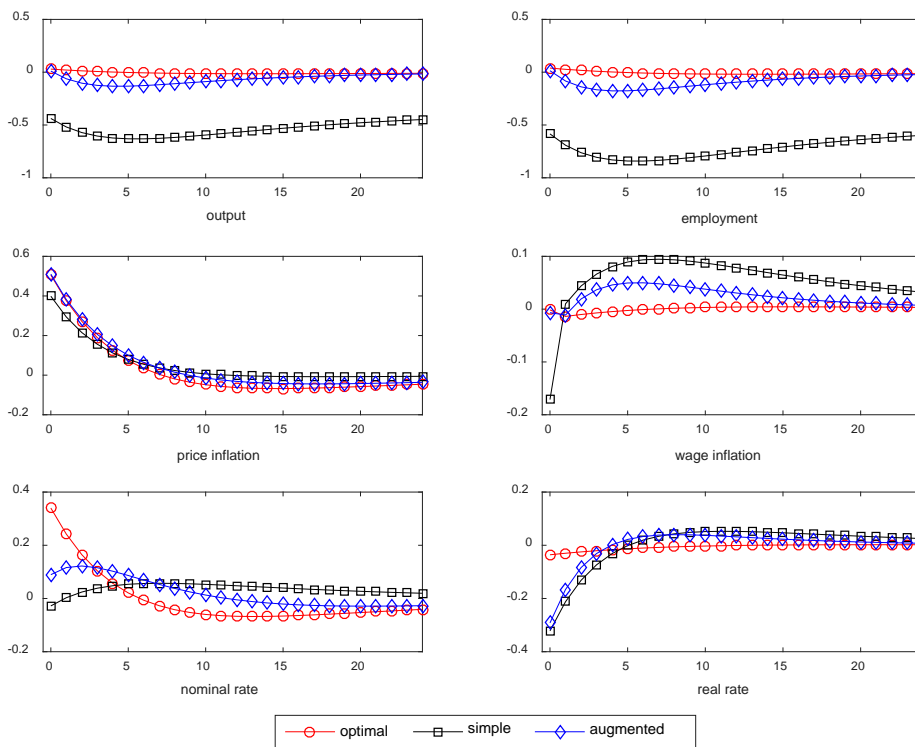 0.5
0
-0.5
-1
0 5 10 15 20
output
0.5
0
-0.5
-1
0 5 10 15 20
employment
0.6
0.4
0.2
0
-0.2
0 5 10 15 20
price inflation
0.1
0
-0.1
-0.2
0 5 10 15 20
wage inflation
0.4
0.2
0
-0.2
0 5 10 15 20
nominal rate
0.2
0
-0.2
-0.4
0 5 10 15 20
real rate
optimal simple augmented